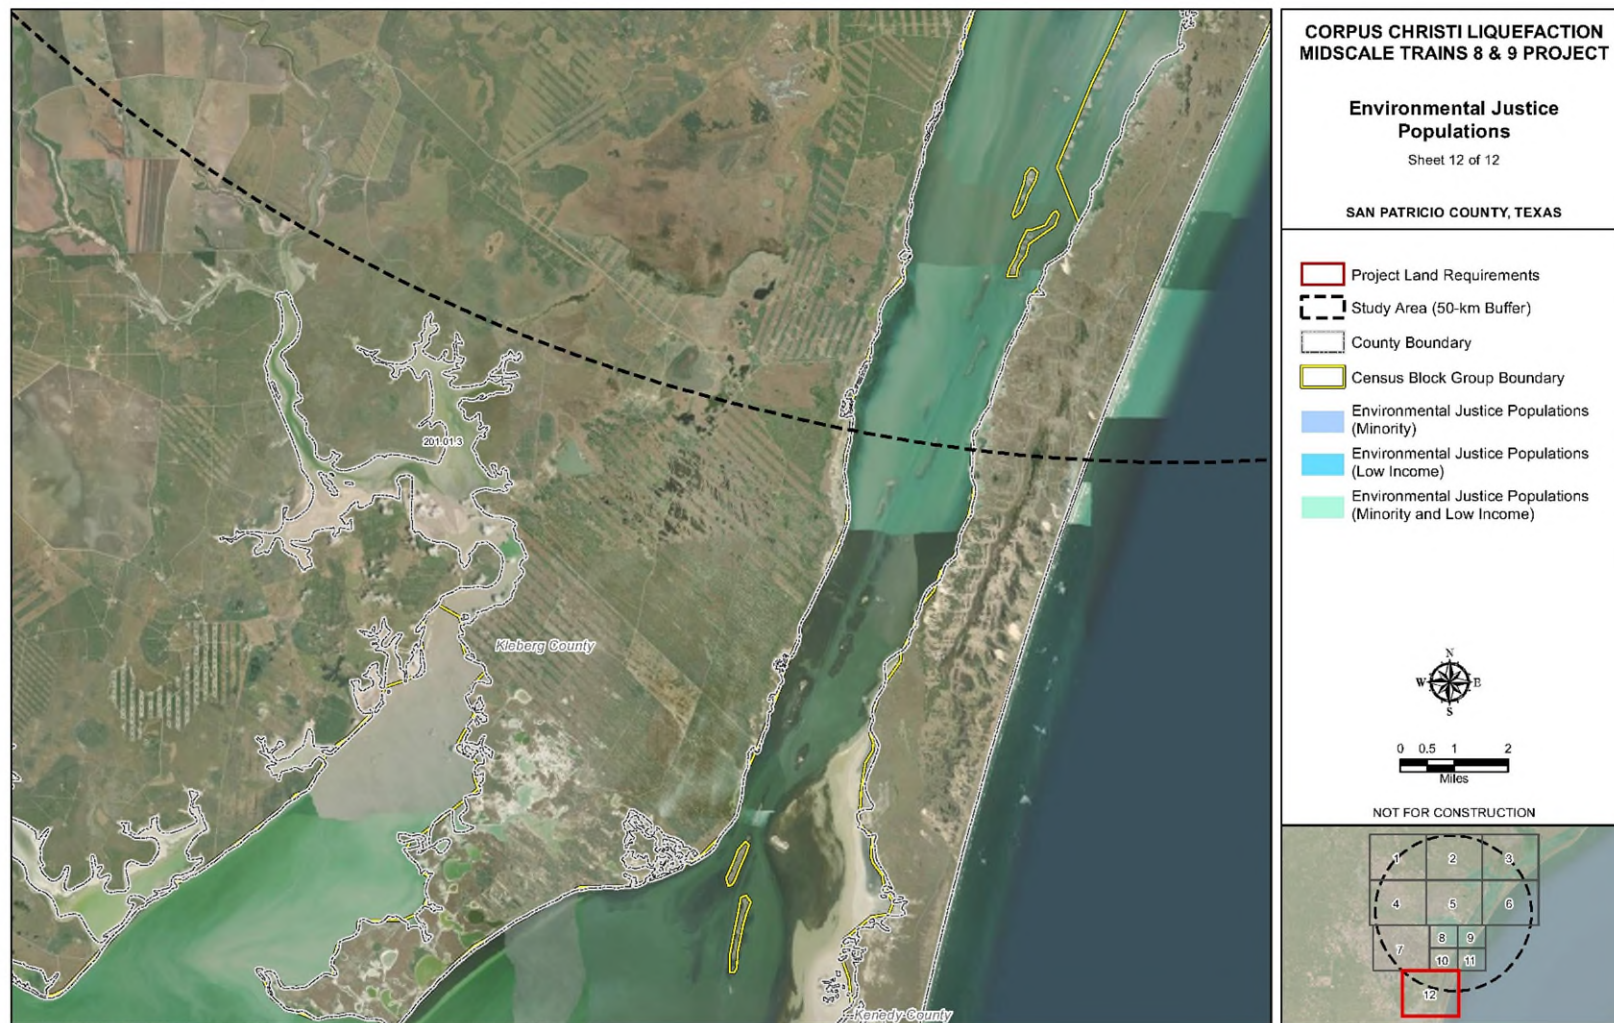 CORPUS CHRISTI LIQUEFACTION
MIDSCALE TRAINS 8 & 9 PROJECT
Environmental Justice
Populations
Sheet 12 of 12
SAN PATRICIO COUNTY, TEXAS
Project Land Requirements
Study Area (50-km Buffer)
County Boundary
Census Block Group Boundary
Environmental Justice Populations
(Minority)
Environmental Justice Populations
(Low Income)
Environmental Justice Populations
(Minority and Low Income)
N
W E
S
0 0.5 1 2
Miles
NOT FOR CONSTRUCTION
1 2 3
4 5 6
7 8 9
10 11
12
201.01-3
Kleberg County
Kenedy County